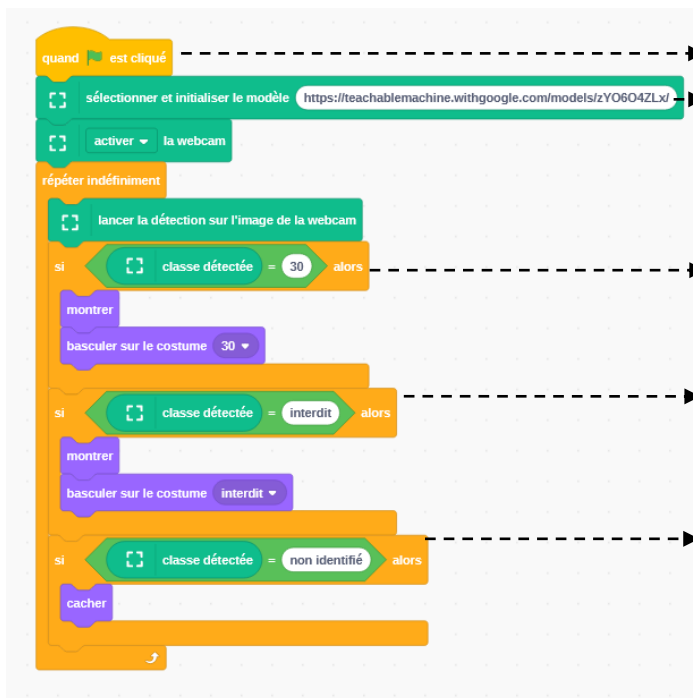 quand est cliqué
sélectionner et initialiser le modèle https://teachablemachine.withgoogle.com/models/zYO6O4ZLx/
activer la webcam
répéter indéfiniment
lancer la détection sur l'image de la webcam
si classe détectée = 30 alors
montrer
basculer sur le costume 30
si classe détectée = interdit alors
montrer
basculer sur le costume interdit
si classe détectée = non identifié alors
cacher